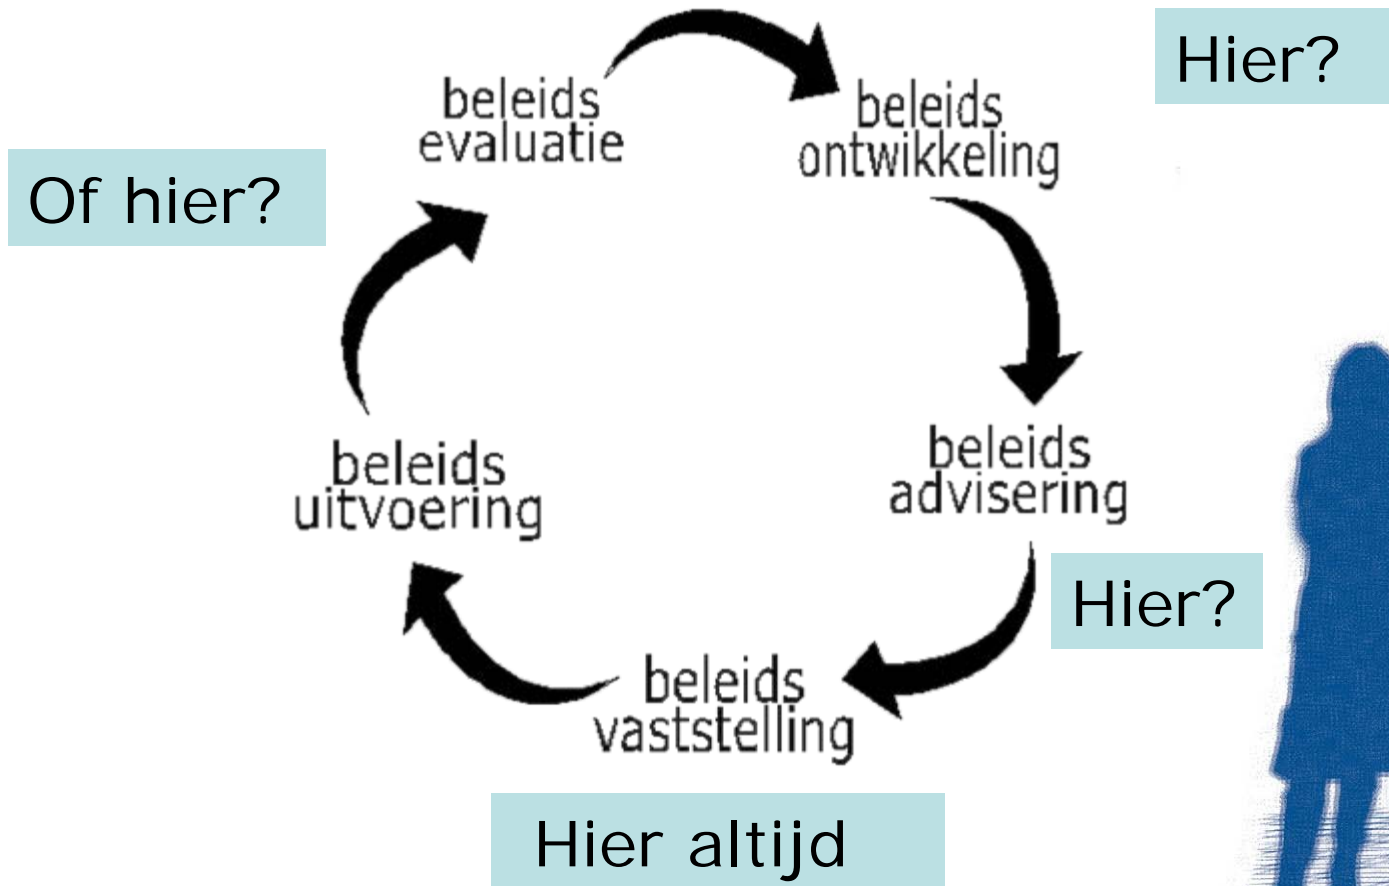 Hier?
beleids
evaluatie
beleids
ontwikkeling
Of hier?
beleids
uitvoering
beleids
advisering
Hier?
beleids
vaststelling
Hier altijd